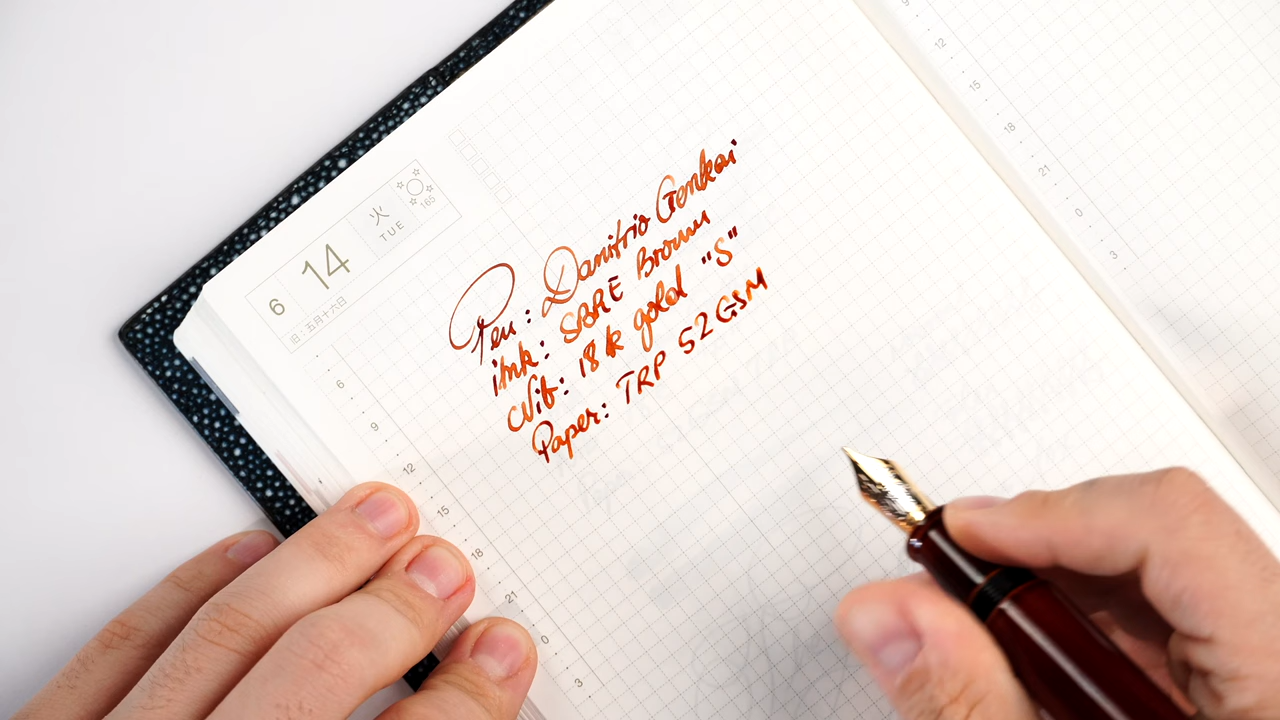 6
14
火
TUE
165
旧:五月十六日
Pen: Danitrio Genkai
ink: SBRE Brown
Nib: 18k gold "S"
Paper: TRP 52 GSM
6
9
12
15
18
21
0
3
9
12
15
18
21
0
3